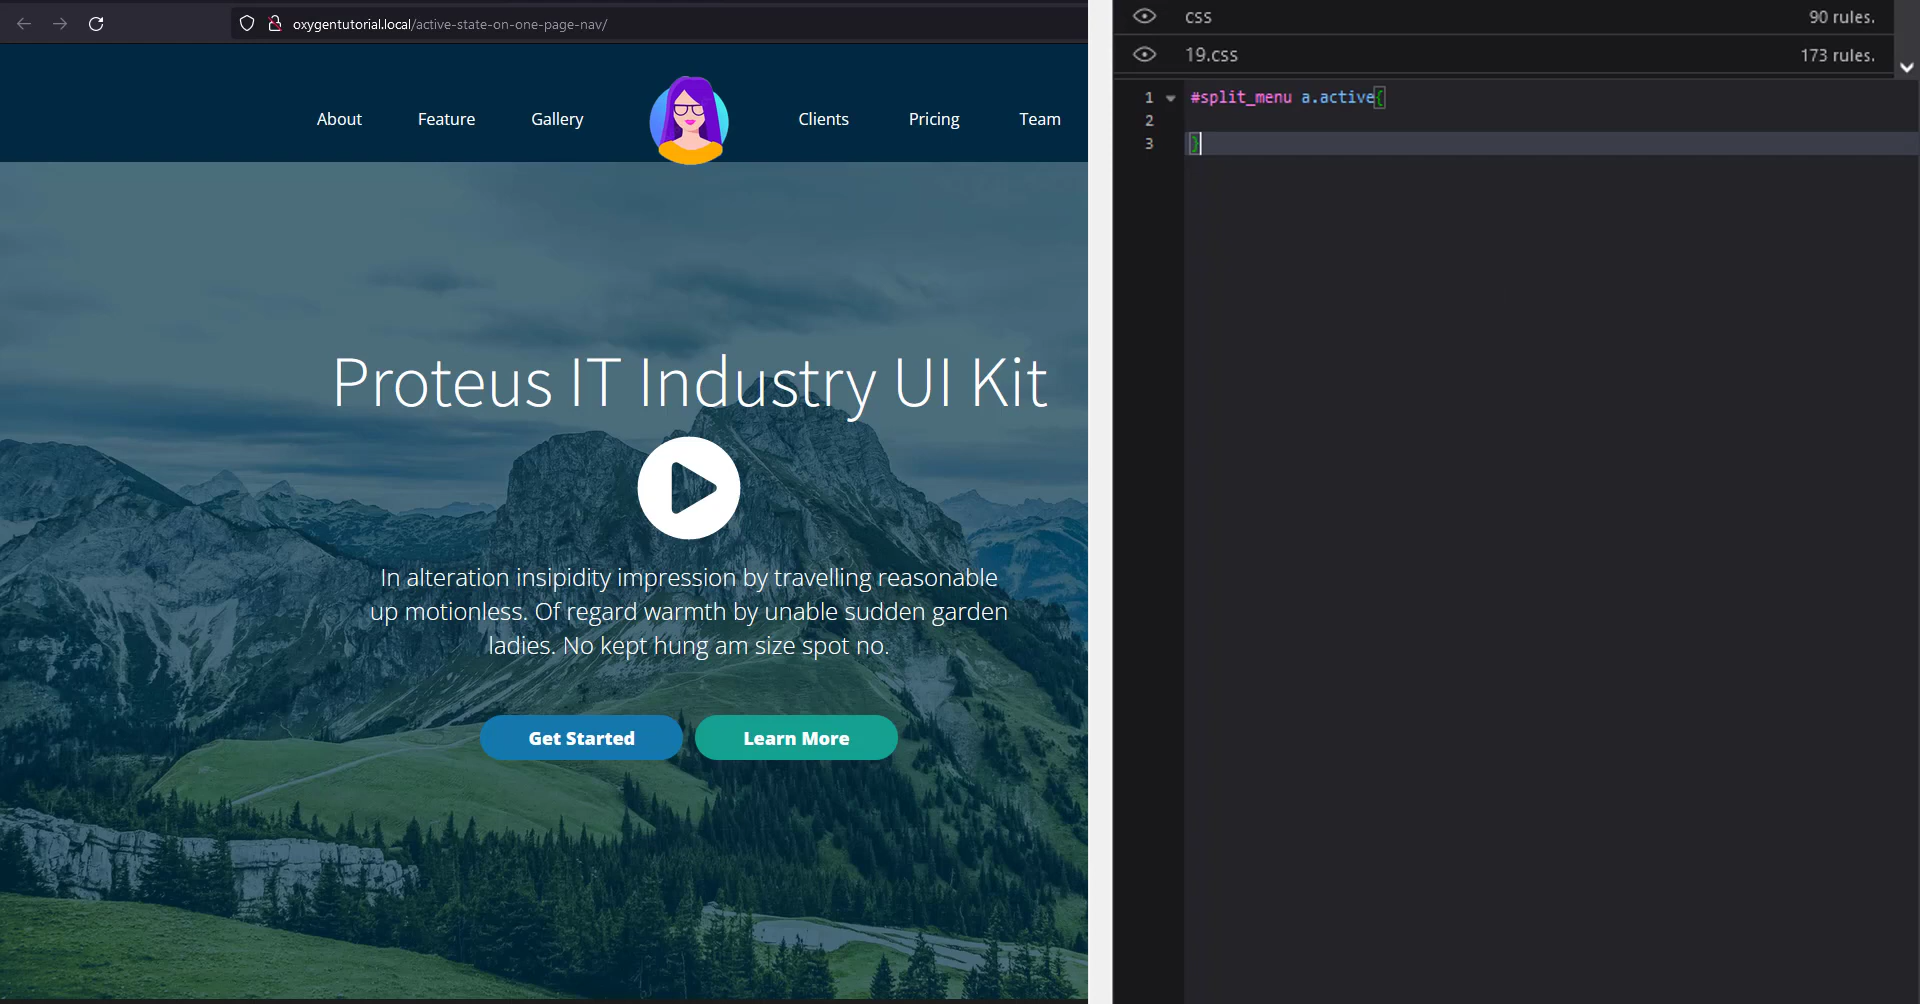 oxygentutorial.local/active-state-on-one-page-nav/
About Feature Gallery Clients Pricing Team
Proteus IT Industry UI Kit
In alteration insipidity impression by travelling reasonable
up motionless. Of regard warmth by unable sudden garden
ladies. No kept hung am size spot no.
Get Started Learn More
css 90 rules.
19.css 173 rules.
1 #split_menu a.active{
2
3 }